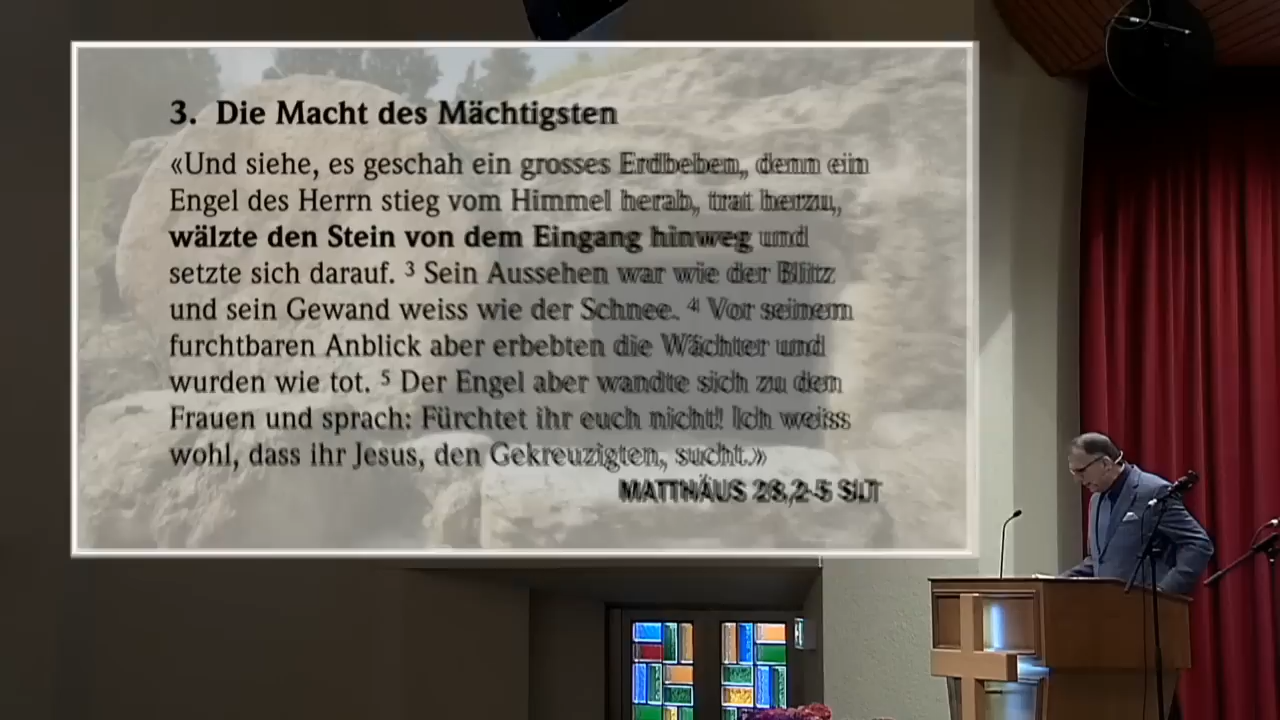 3. Die Macht des Mächtigsten
«Und siehe, es geschah ein grosses Erdbeben, denn ein
Engel des Herrn stieg vom Himmel herab, trat herzu,
wälzte den Stein von dem Eingang hinweg und
setzte sich darauf. ³ Sein Aussehen war wie der Blitz
und sein Gewand weiss wie der Schnee. ⁴ Vor seinem
furchtbaren Anblick aber erbebten die Wächter und
wurden wie tot. ⁵ Der Engel aber wandte sich zu den
Frauen und sprach: Fürchtet ihr euch nicht! Ich weiss
wohl, dass ihr Jesus, den Gekreuzigten, sucht.»
MATTHÄUS 28,2-5 SLT